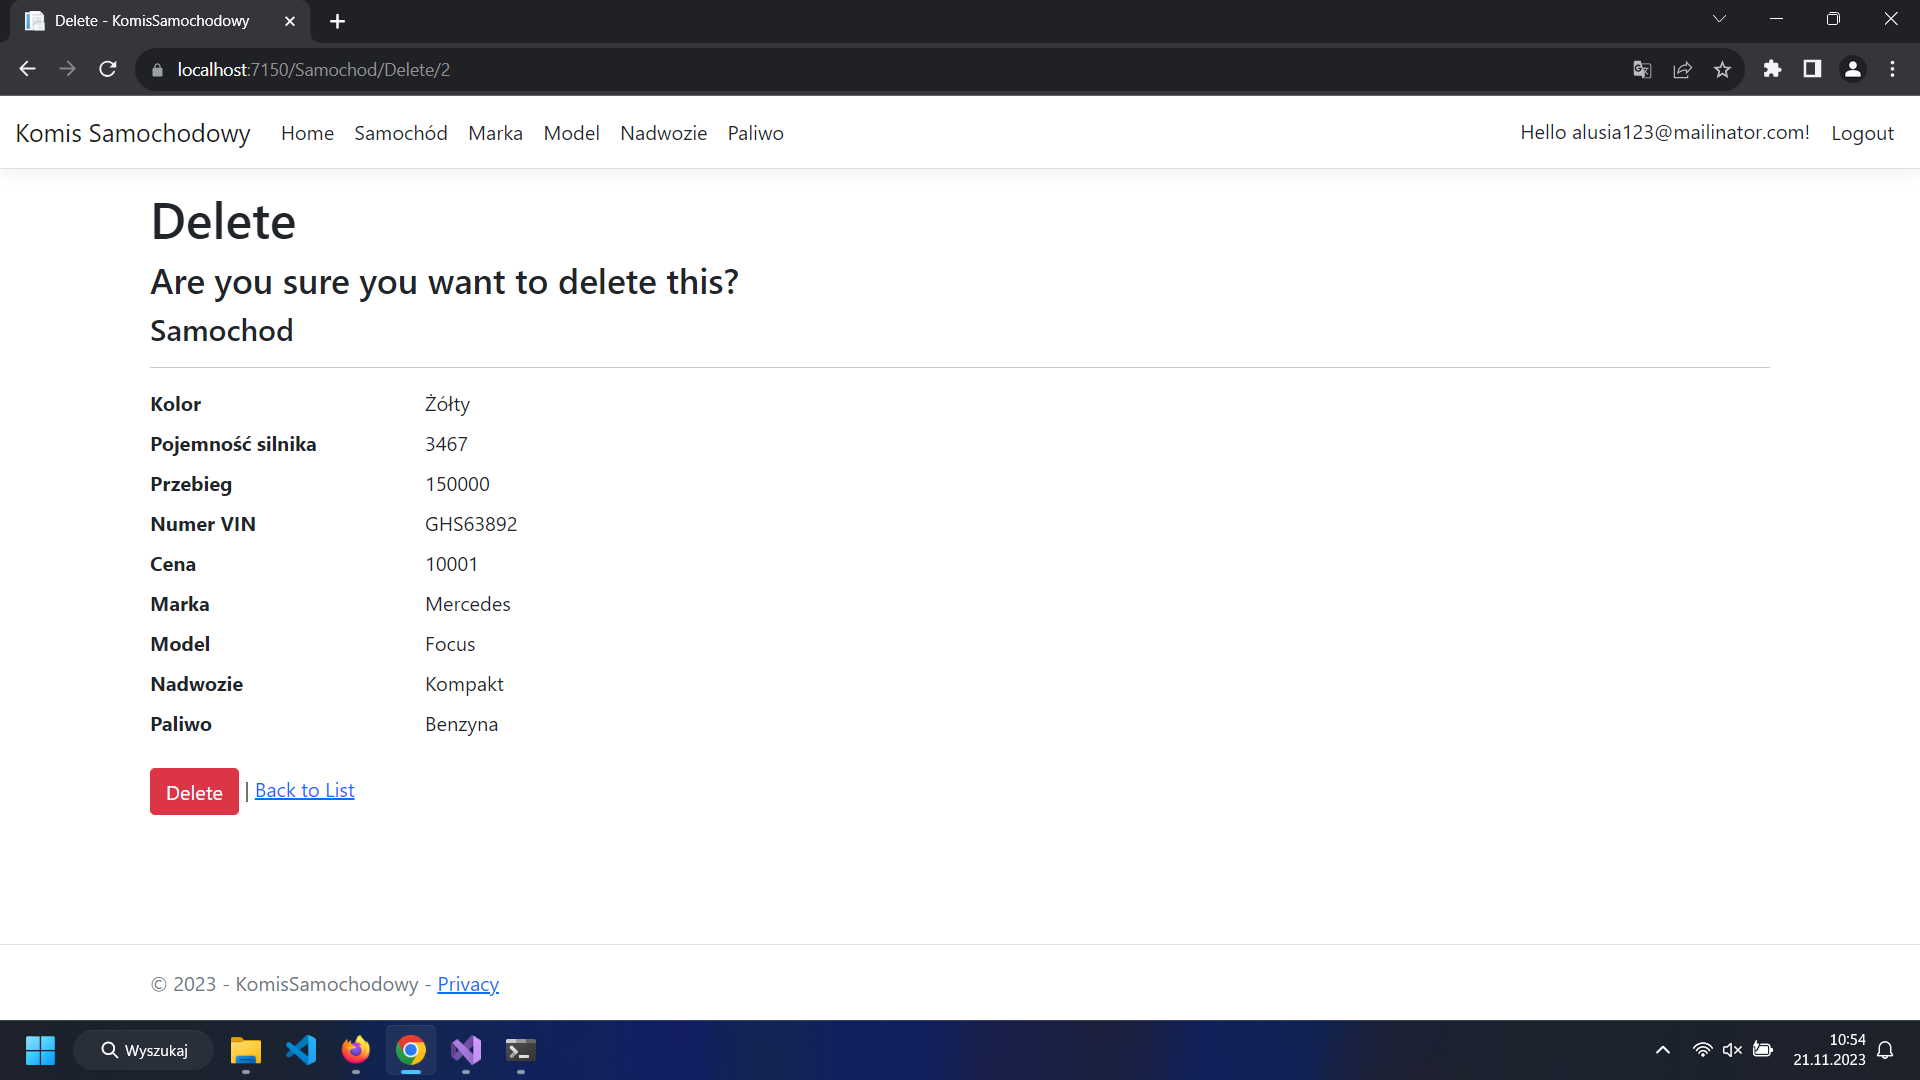 Delete - KomisSamochodowy
localhost:7150/Samochod/Delete/2
Komis Samochodowy Home Samochód Marka Model Nadwozie Paliwo Hello alusia123@mailinator.com! Logout
Delete
Are you sure you want to delete this?
Samochod
Kolor Żółty
Pojemność silnika 3467
Przebieg 150000
Numer VIN GHS63892
Cena 10001
Marka Mercedes
Model Focus
Nadwozie Kompakt
Paliwo Benzyna
Delete | Back to List
© 2023 - KomisSamochodowy - Privacy
Wyszukaj
10:54
21.11.2023